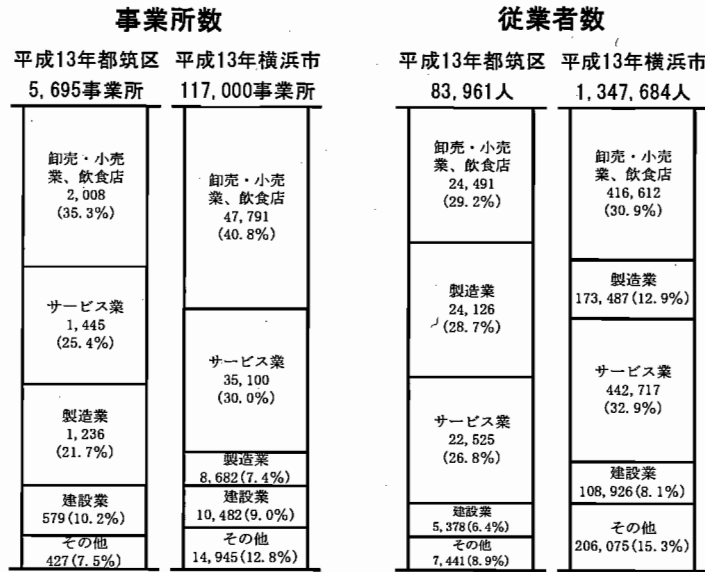 事業所数
平成13年都筑区
5,695事業所
卸売・小売
業、飲食店
2,008
(35.3%)
サービス業
1,445
(25.4%)
製造業
1,236
(21.7%)
建設業
579(10.2%)
その他
427(7.5%)
平成13年横浜市
117,000事業所
卸売・小売
業、飲食店
47,791
(40.8%)
サービス業
35,100
(30.0%)
製造業
8,682(7.4%)
建設業
10,482(9.0%)
その他
14,945(12.8%)
従業者数
平成13年都筑区
83,961人
卸売・小売
業、飲食店
24,491
(29.2%)
製造業
24,126
(28.7%)
サービス業
22,525
(26.8%)
建設業
5,378(6.4%)
その他
7,441(8.9%)
平成13年横浜市
1,347,684人
卸売・小売
業、飲食店
416,612
(30.9%)
製造業
173,487(12.9%)
サービス業
442,717
(32.9%)
建設業
108,926(8.1%)
その他
206,075(15.3%)